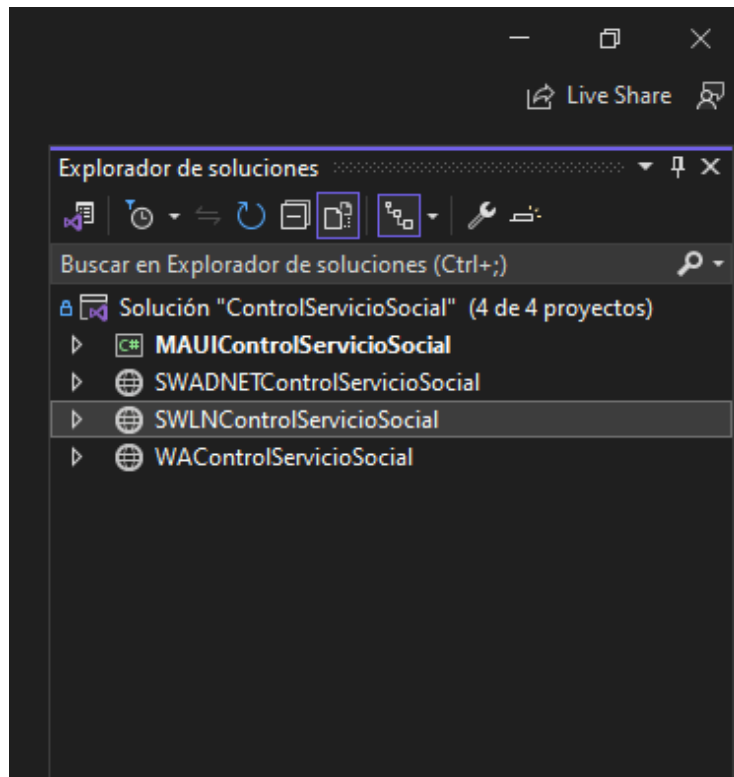 Live Share
Explorador de soluciones
Buscar en Explorador de soluciones (Ctrl+;)
Solución "ControlServicioSocial" (4 de 4 proyectos)
C# MAUIControlServicioSocial
SWADNETControlServicioSocial
SWLNControlServicioSocial
WAControlServicioSocial